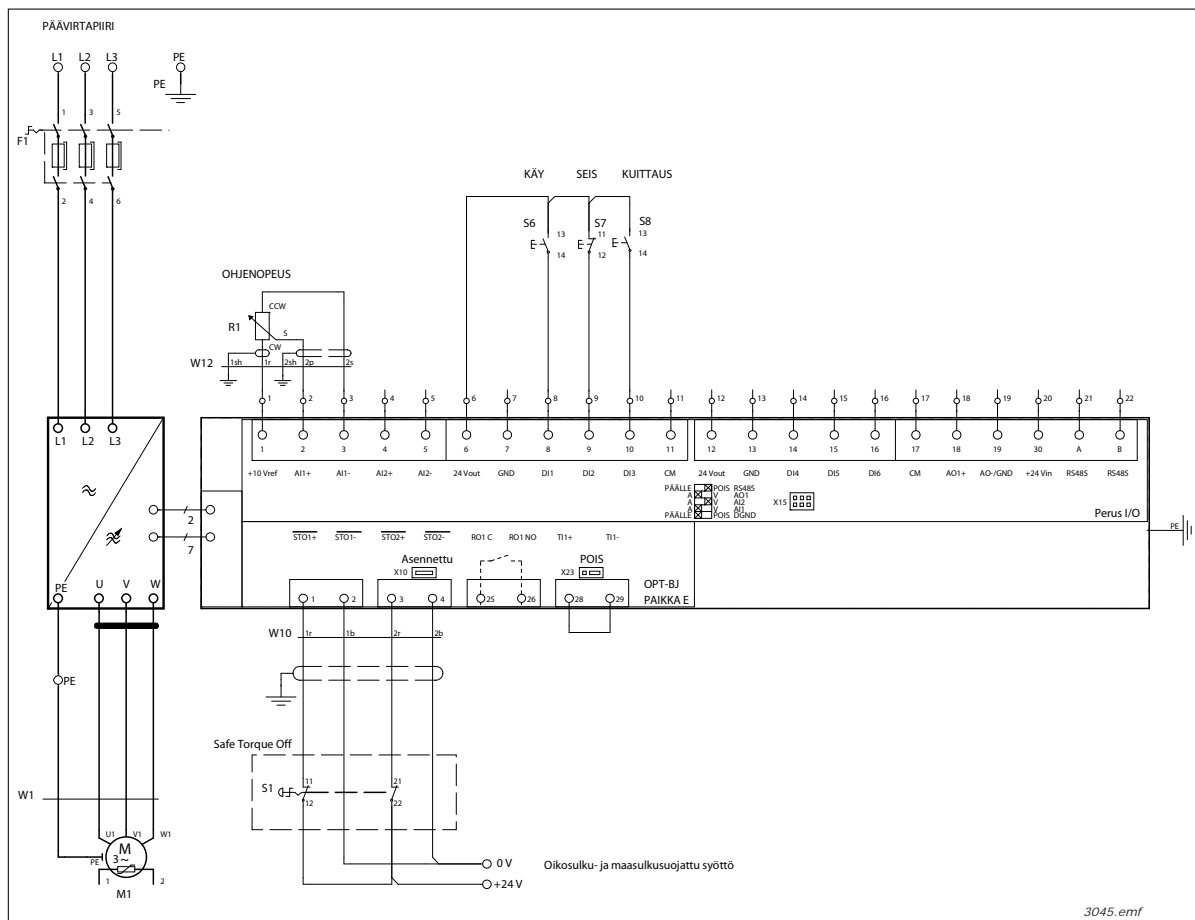 PÄÄVIRTAPIIRI
L1 L2 L3 PE
PE
1 3 5
F1
2 4 6
KÄY SEIS KUITTAUS
S6 S7 S8
13 11 13
14 12 14
OHJENOPEUS
CCW
R1
S
CW
W12 1sh 1r 2sh 2p 2s
1 2 3 4 5 6 7 8 9 10 11 12 13 14 15 16 17 18 19 20 21 22
L1 L2 L3
1 2 3 4 5 6 7 8 9 10 11 12 13 14 15 16 17 18 19 30 A B
+10 Vref AI1+ AI1- AI2+ AI2- 24 Vout GND DI1 DI2 DI3 CM 24 Vout GND DI4 DI5 DI6 CM AO1+ AO-/GND +24 Vin RS485 RS485
PÄÄLLE POIS RS485
A V AO1
A V AI2
A V AI1
PÄÄLLE POIS DGND
X15
Perus I/O
2
7
PE
STO1+ STO1- STO2+ STO2- RO1 C RO1 NO TI1+ TI1-
Asennettu POIS
X10 X23
OPT-BJ
PAIKKA E
PE U V W
1 2 3 4 25 26 28 29
W10 1r 1b 2r 2b
PE
Safe Torque Off
S1
11 21
12 22
W1
U1 V1 W1
M
3~
PE
1 2
M1
0 V
+24 V
Oikosulku- ja maasulkusuojattu syöttö
3045.emf